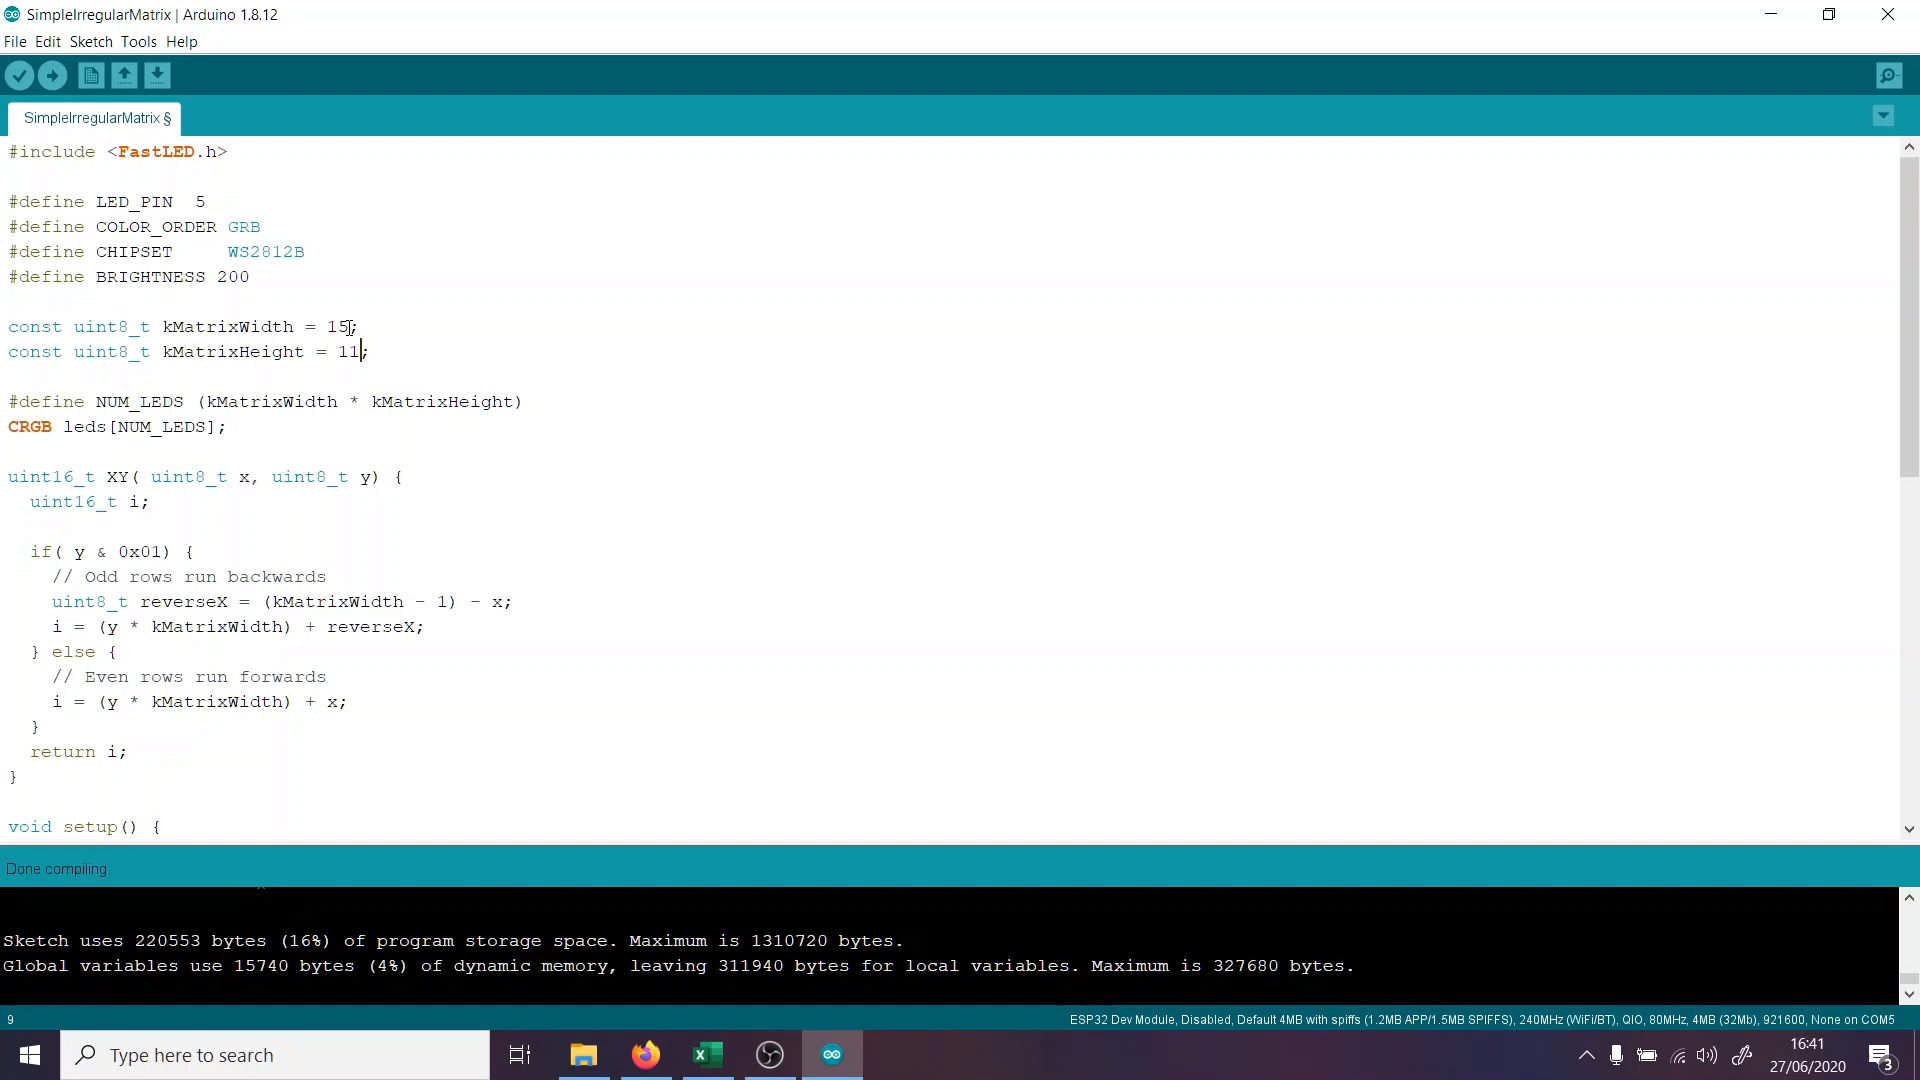 SimpleIrregularMatrix | Arduino 1.8.12
File Edit Sketch Tools Help
SimpleIrregularMatrix §
#include <FastLED.h>
#define LED_PIN  5
#define COLOR_ORDER GRB
#define CHIPSET     WS2812B
#define BRIGHTNESS 200
const uint8_t kMatrixWidth = 15;
const uint8_t kMatrixHeight = 11;
#define NUM_LEDS (kMatrixWidth * kMatrixHeight)
CRGB leds[NUM_LEDS];
uint16_t XY( uint8_t x, uint8_t y) {
  uint16_t i;
  if( y & 0x01) {
    // Odd rows run backwards
    uint8_t reverseX = (kMatrixWidth - 1) - x;
    i = (y * kMatrixWidth) + reverseX;
  } else {
    // Even rows run forwards
    i = (y * kMatrixWidth) + x;
  }
  return i;
}
void setup() {
Done compiling.
Sketch uses 220553 bytes (16%) of program storage space. Maximum is 1310720 bytes.
Global variables use 15740 bytes (4%) of dynamic memory, leaving 311940 bytes for local variables. Maximum is 327680 bytes.
9
ESP32 Dev Module, Disabled, Default 4MB with spiffs (1.2MB APP/1.5MB SPIFFS), 240MHz (WiFi/BT), QIO, 80MHz, 4MB (32Mb), 921600, None on COM5
Type here to search
16:41
27/06/2020
3